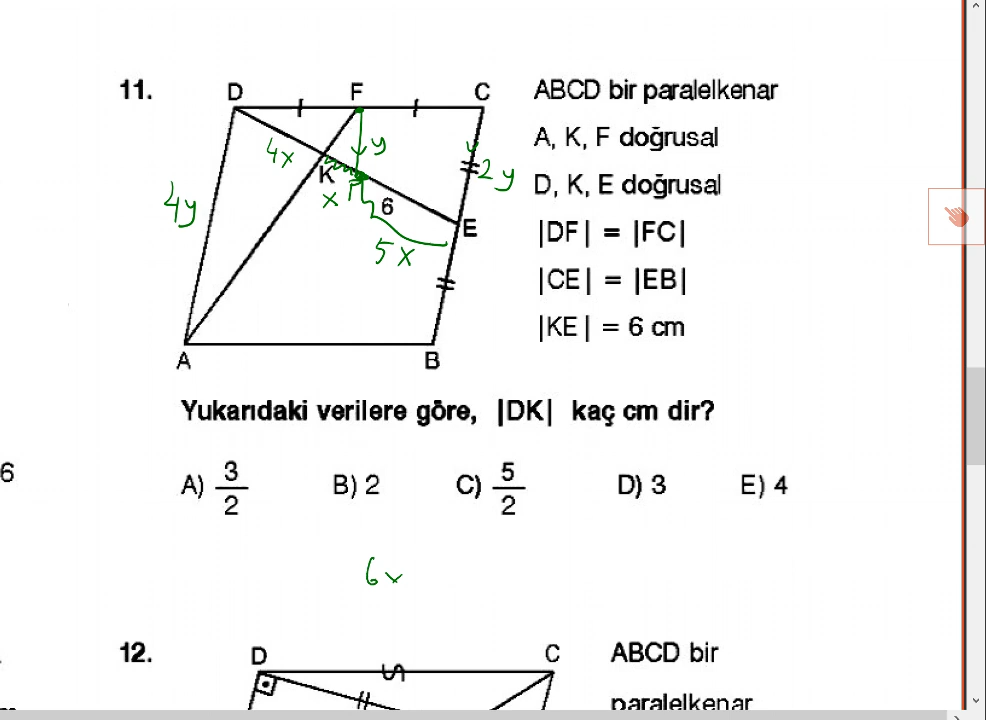 11.
D F C
ABCD bir paralelkenar
A, K, F doğrusal
4x y
K
2y
D, K, E doğrusal
4y
x
6
E
|DF| = |FC|
5x
|CE| = |EB|
|KE| = 6 cm
A B
Yukarıdaki verilere göre, |DK| kaç cm dir?
6
A) 3/2 B) 2 C) 5/2 D) 3 E) 4
6x
12.
D C
ABCD bir
paralelkenar